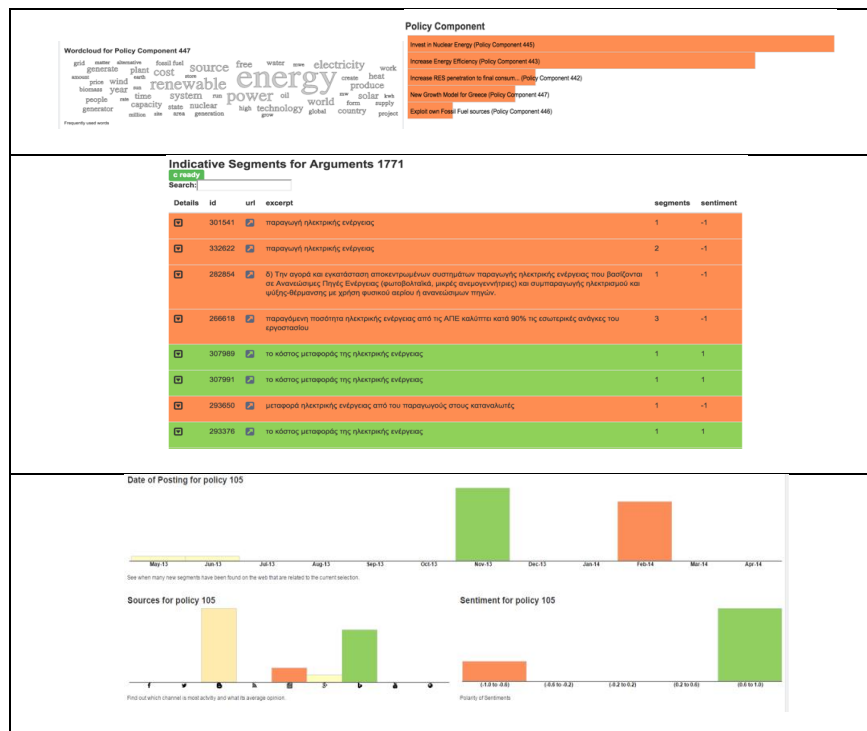 Policy Component
Invest in Nuclear Energy (Policy Component 445)
Increase Energy Efficiency (Policy Component 443)
Increase RES penetration to final consum... (Policy Component 442)
New Growth Model for Greece (Policy Component 447)
Exploit own Fossil Fuel sources (Policy Component 446)
Wordcloud for Policy Component 447
grid matter alternative fossil fuel source free water mwe electricity work
amount generate plant cost energy create heat
price wind earth store renewable produce
biomass year sun power oil mw solar kwh
people rate time system run world form supply
generator capacity state nuclear high technology global country
million site area generation grow project
Frequently used words
Indicative Segments for Arguments 1771
c ready
Search:
Details id url excerpt segments sentiment
301541 παραγωγή ηλεκτρικής ενέργειας 1 -1
332622 παραγωγή ηλεκτρικής ενέργειας 2 -1
282854 δ) Την αγορά και εγκατάσταση αποκεντρωμένων συστημάτων παραγωγής ηλεκτρικής ενέργειας που βασίζονται 1 -1
σε Ανανεώσιμες Πηγές Ενέργειας (φωτοβολταϊκά, μικρές ανεμογεννήτριες) και συμπαραγωγής ηλεκτρισμού και
ψύξης-θέρμανσης με χρήση φυσικού αερίου ή ανανεώσιμων πηγών.
266618 παραγόμενη ποσότητα ηλεκτρικής ενέργειας από τις ΑΠΕ καλύπτει κατά 90% τις εσωτερικές ανάγκες του 3 -1
εργοστασίου
307989 το κόστος μεταφοράς της ηλεκτρικής ενέργειας 1 1
307991 το κόστος μεταφοράς της ηλεκτρικής ενέργειας 1 1
293650 μεταφορά ηλεκτρικής ενέργειας από του παραγωγούς στους καταναλωτές 1 -1
293376 το κόστος μεταφοράς της ηλεκτρικής ενέργειας 1 1
Date of Posting for policy 105
May-13 Jun-13 Jul-13 Aug-13 Sep-13 Oct-13 Nov-13 Dec-13 Jan-14 Feb-14 Mar-14 Apr-14
See when many new segments have been found on the web that are related to the current selection.
Sources for policy 105
Find out which channel is most activity and what its average opinion.
Sentiment for policy 105
(-1.0 to -0.6) (-0.6 to -0.2) (-0.2 to 0.2) (0.2 to 0.6) (0.6 to 1.0)
Polarity of Sentiments